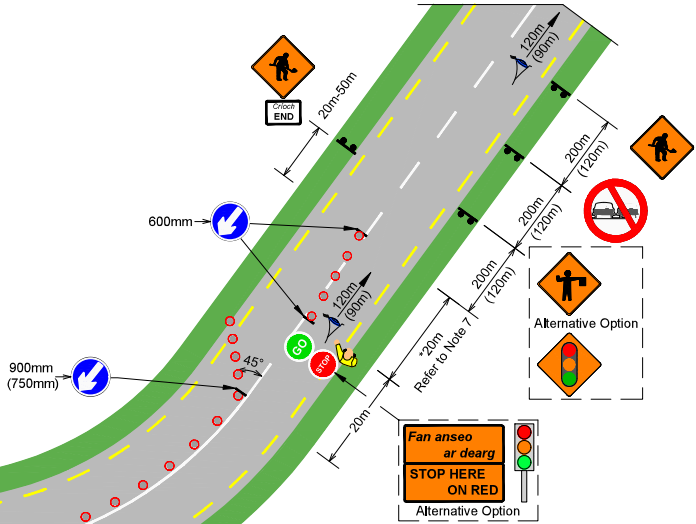 120m
(90m)
Críoch
END
20m-50m
200m
(120m)
600mm
200m
(120m)
200m
(120m)
120m
(90m)
Alternative Option
GO
STOP
*20m
Refer to Note 7
900mm
(750mm)
45°
20m
Fan anseo
ar dearg
STOP HERE
ON RED
Alternative Option